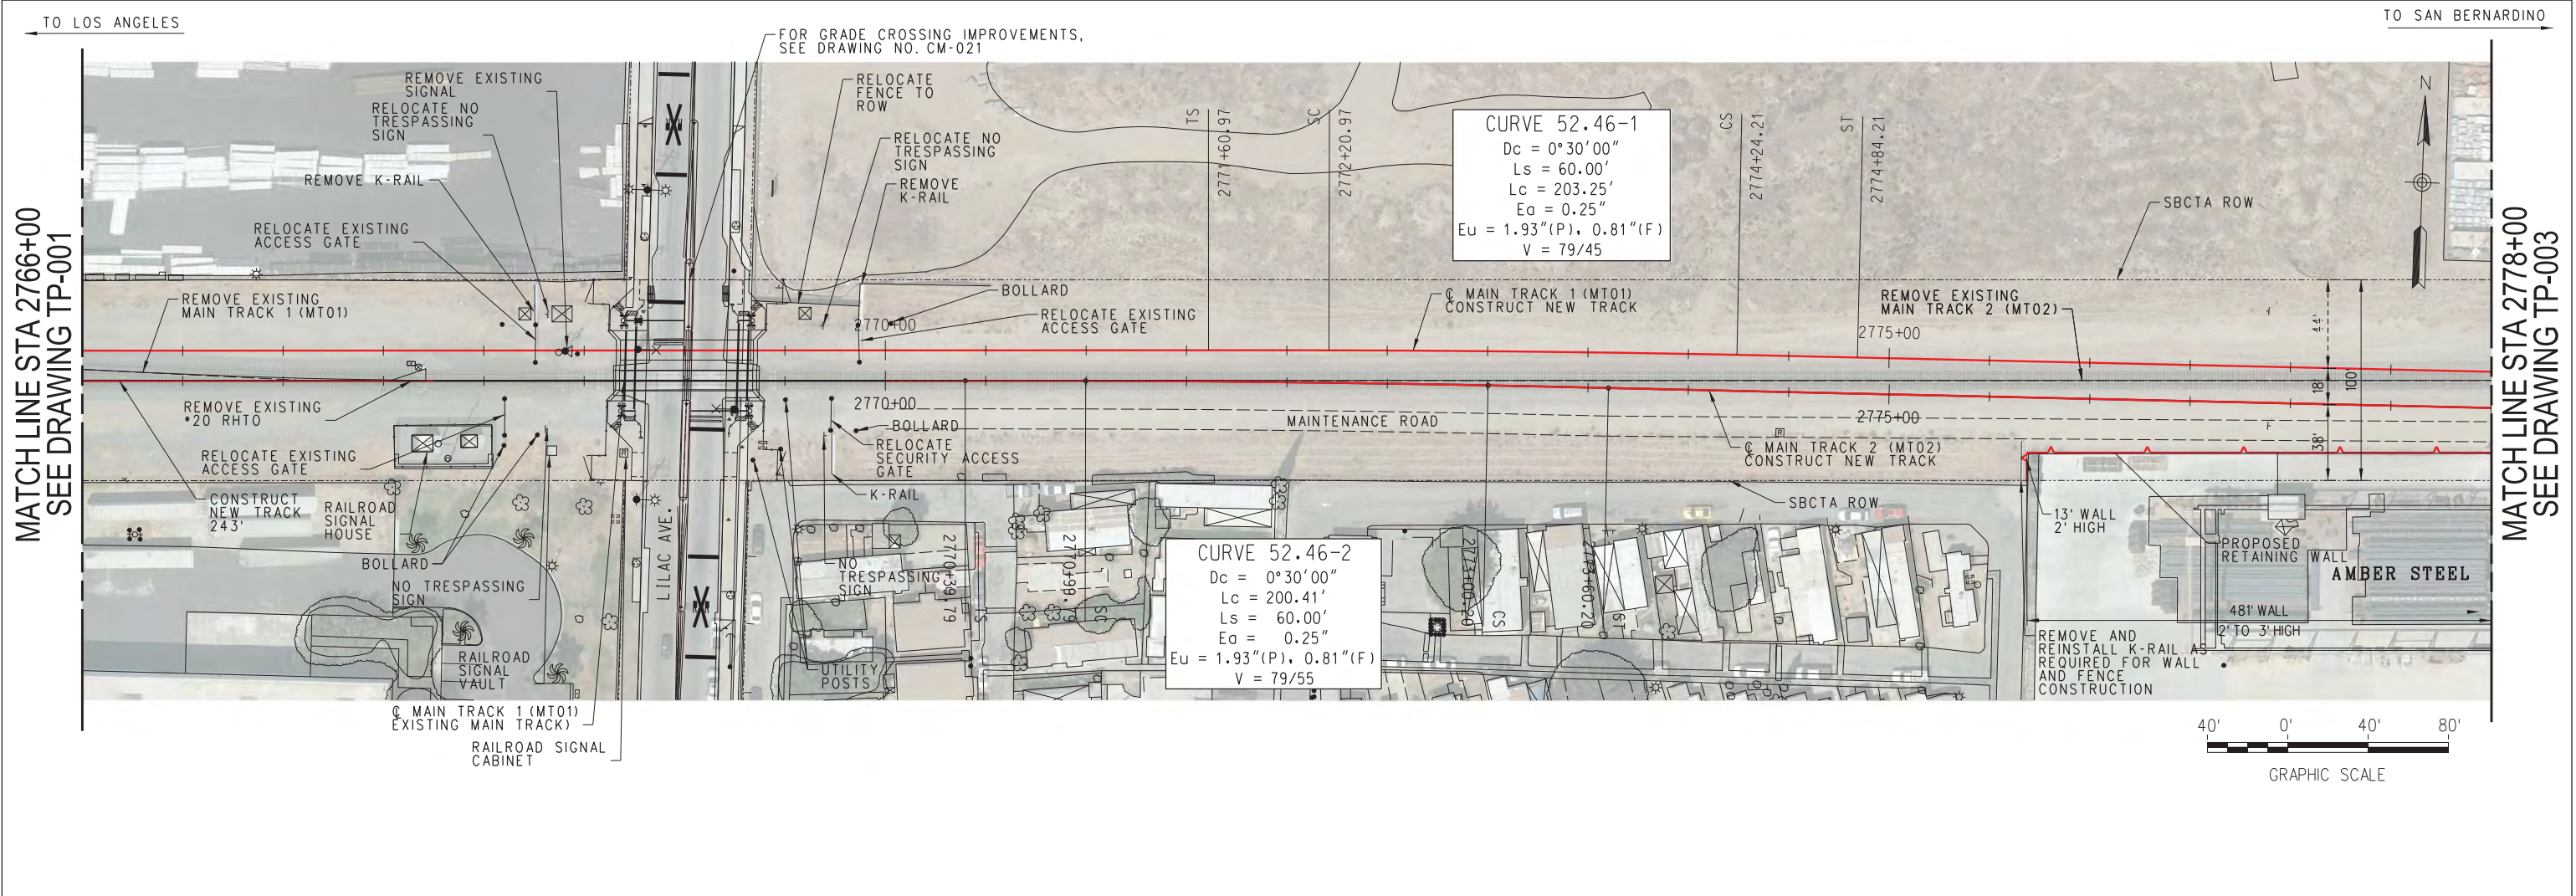 TO LOS ANGELES
TO SAN BERNARDINO
FOR GRADE CROSSING IMPROVEMENTS,
SEE DRAWING NO. CM-021
REMOVE EXISTING
SIGNAL
RELOCATE NO
TRESPASSING
SIGN
REMOVE K-RAIL
RELOCATE EXISTING
ACCESS GATE
REMOVE EXISTING
MAIN TRACK 1 (MT01)
RELOCATE
FENCE TO
ROW
RELOCATE NO
TRESPASSING
SIGN
REMOVE
K-RAIL
BOLLARD
RELOCATE EXISTING
ACCESS GATE
2770+00
TS
2771+60.97
SC
2772+20.97
CURVE 52.46-1
Dc = 0°30'00"
Ls = 60.00'
Lc = 203.25'
Ea = 0.25"
Eu = 1.93"(P), 0.81"(F)
V = 79/45
CS
2774+24.21
ST
2774+84.21
N
SBCTA ROW
℄ MAIN TRACK 1 (MT01)
CONSTRUCT NEW TRACK
REMOVE EXISTING
MAIN TRACK 2 (MT02)
2775+00
44'
18'
100'
38'
MATCH LINE STA 2766+00
SEE DRAWING TP-001
MATCH LINE STA 2778+00
SEE DRAWING TP-003
REMOVE EXISTING
#20 RHTO
RELOCATE EXISTING
ACCESS GATE
CONSTRUCT
NEW TRACK
243'
RAILROAD
SIGNAL
HOUSE
BOLLARD
NO TRESPASSING
SIGN
RAILROAD
SIGNAL
VAULT
℄ MAIN TRACK 1 (MT01)
EXISTING MAIN TRACK)
RAILROAD SIGNAL
CABINET
LILAC AVE.
2770+00
BOLLARD
RELOCATE
SECURITY ACCESS
GATE
K-RAIL
NO
TRESPASSING
SIGN
UTILITY
POSTS
MAINTENANCE ROAD
2775+00
℄ MAIN TRACK 2 (MT02)
CONSTRUCT NEW TRACK
SBCTA ROW
2770+39.79
SC
CURVE 52.46-2
Dc = 0°30'00"
Lc = 200.41'
Ls = 60.00'
Ea = 0.25"
Eu = 1.93"(P), 0.81"(F)
V = 79/55
2773+00.20
CS
2773+60.20
ST
13' WALL
2' HIGH
PROPOSED
RETAINING WALL
AMBER STEEL
481' WALL
2' TO 3' HIGH
REMOVE AND
REINSTALL K-RAIL AS
REQUIRED FOR WALL
AND FENCE
CONSTRUCTION
40' 0' 40' 80'
GRAPHIC SCALE